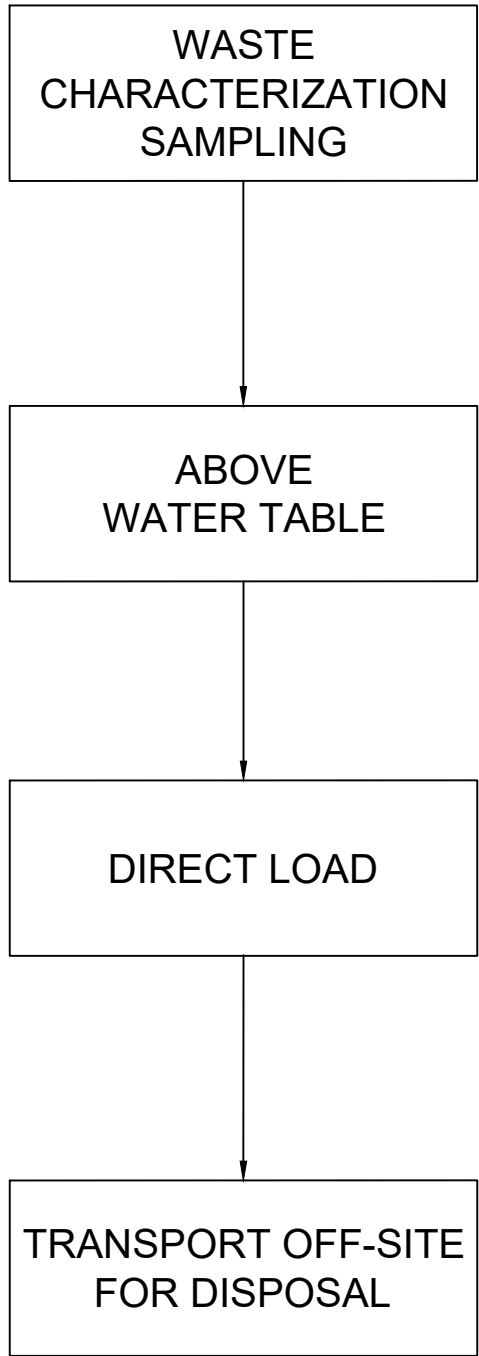 WASTE
CHARACTERIZATION
SAMPLING
ABOVE
WATER TABLE
DIRECT LOAD
TRANSPORT OFF-SITE
FOR DISPOSAL